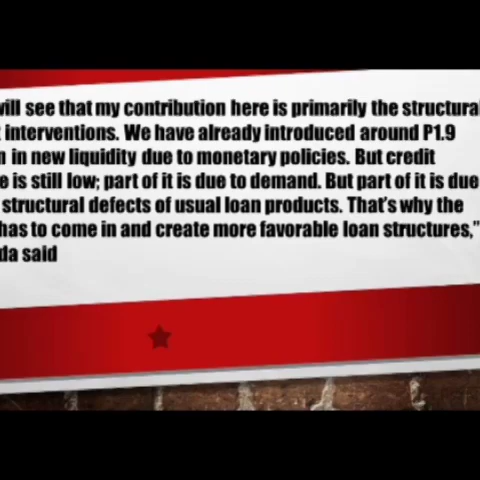 will see that my contribution here is primarily the structural
interventions. We have already introduced around P1.9
in new liquidity due to monetary policies. But credit
is still low; part of it is due to demand. But part of it is due
structural defects of usual loan products. That's why the
has to come in and create more favorable loan structures,"
da said